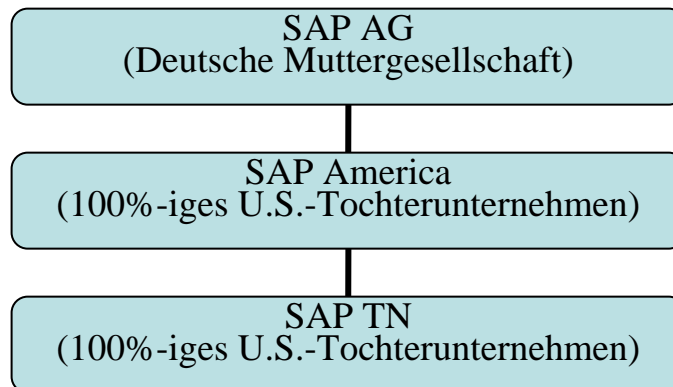 SAP AG
(Deutsche Muttergesellschaft)
SAP America
(100%-iges U.S.-Tochterunternehmen)
SAP TN
(100%-iges U.S.-Tochterunternehmen)